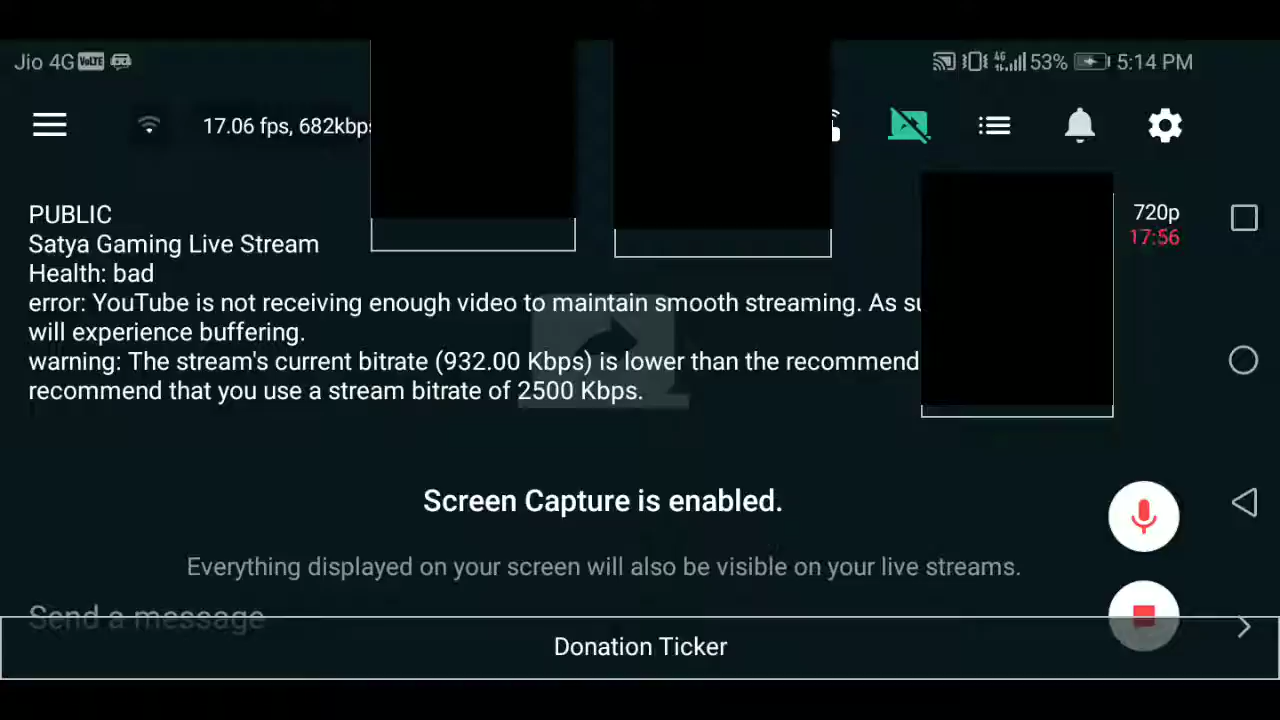 Jio 4G VoLTE 4G 53% 5:14 PM
17.06 fps, 682kbps
PUBLIC
720p
17:56
Satya Gaming Live Stream
Health: bad
error: YouTube is not receiving enough video to maintain smooth streaming. As
will experience buffering.
warning: The stream's current bitrate (932.00 Kbps) is lower than the recommend
recommend that you use a stream bitrate of 2500 Kbps.
Screen Capture is enabled.
Everything displayed on your screen will also be visible on your live streams.
Send a message
Donation Ticker